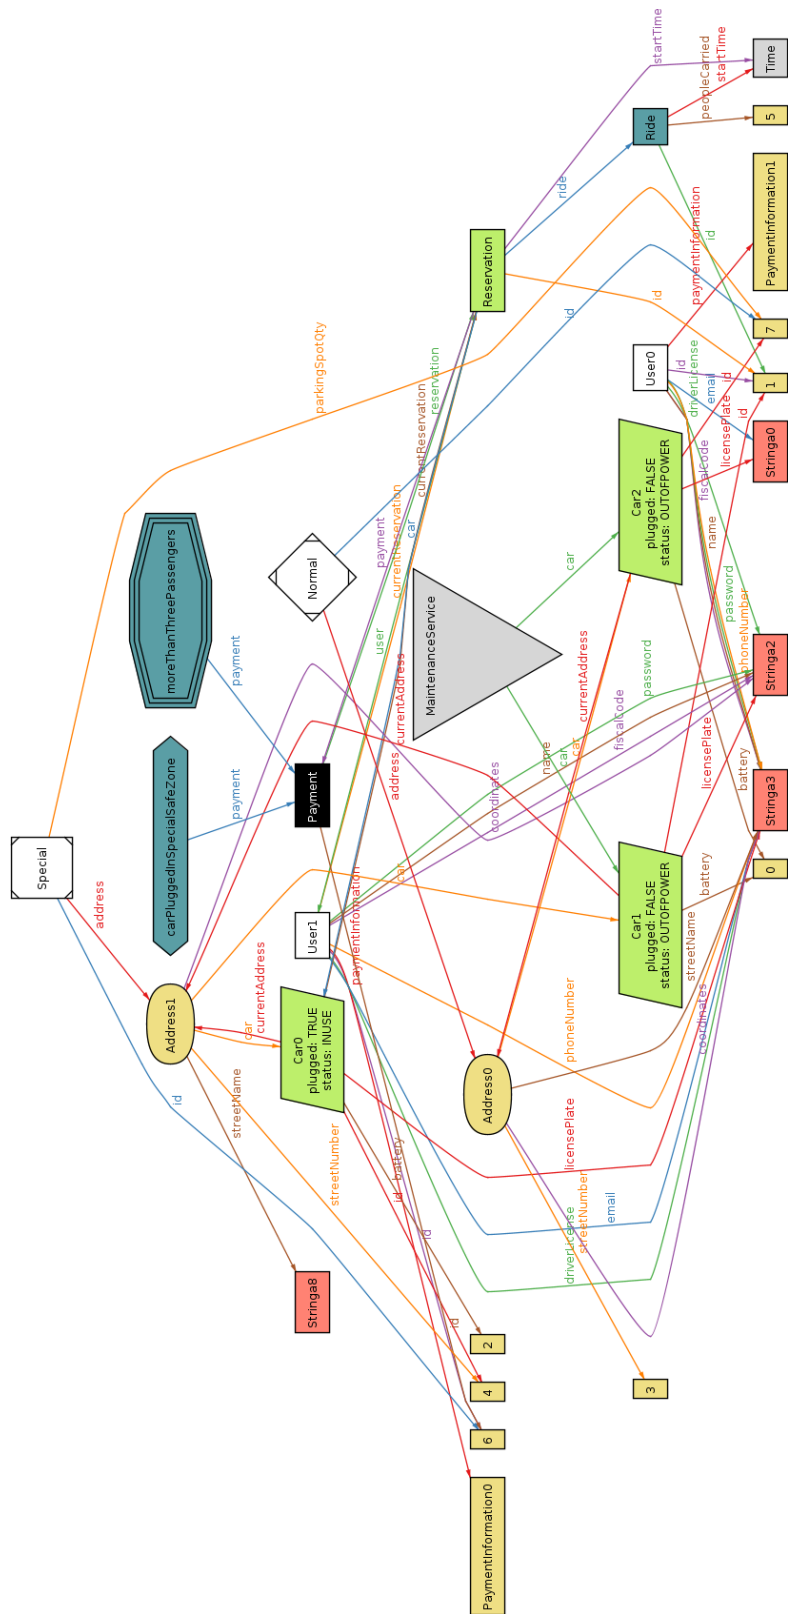 Special
address
Address1
carPluggedInSpecialSafeZone
moreThanThreePassengers
id
streetName
payment
payment
car
currentAddress
Stringa8
Car0
plugged: TRUE
status: INUSE
User1
Payment
Normal
parkingSpotQty
streetNumber
paymentInformation
user
payment
address
id
battery
car
currentAddress
currentReservation
car
currentReservation
id
reservation
id
PaymentInformation0
6
4
2
Address0
MaintenanceService
Reservation
coordinates
name
ride
driverLicense
licensePlate
phoneNumber
car
id
car
streetNumber
currentAddress
car
email
fiscalCode
password
3
Car1
plugged: FALSE
status: OUTOFPOWER
Car2
plugged: FALSE
status: OUTOFPOWER
User0
Ride
startTime
id
id
streetName
driverLicense
paymentInformation
coordinates
fiscalCode
battery
licensePlate
peopleCarried
name
email
id
startTime
licensePlate
id
password
battery
phoneNumber
id
0
Stringa3
Stringa2
Stringa0
1
7
PaymentInformation1
5
Time